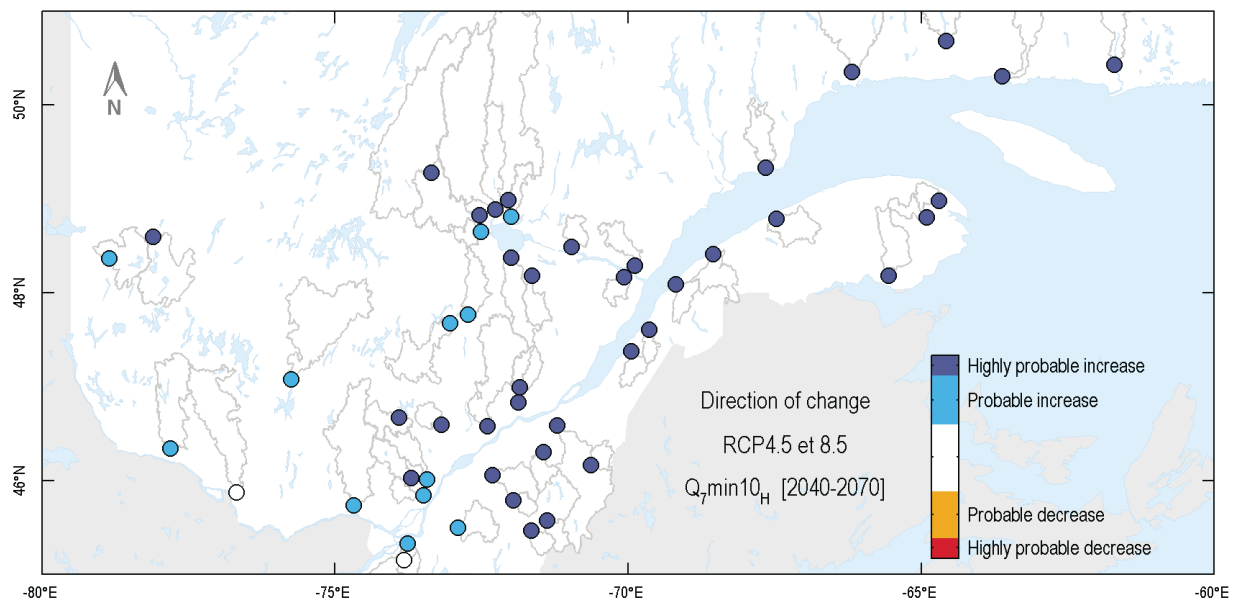 N
50°N
48°N
46°N
Highly probable increase
Probable increase
Direction of change
RCP4.5 et 8.5
Q7min10H [2040-2070]
Probable decrease
Highly probable decrease
-80°E
-75°E
-70°E
-65°E
-60°E